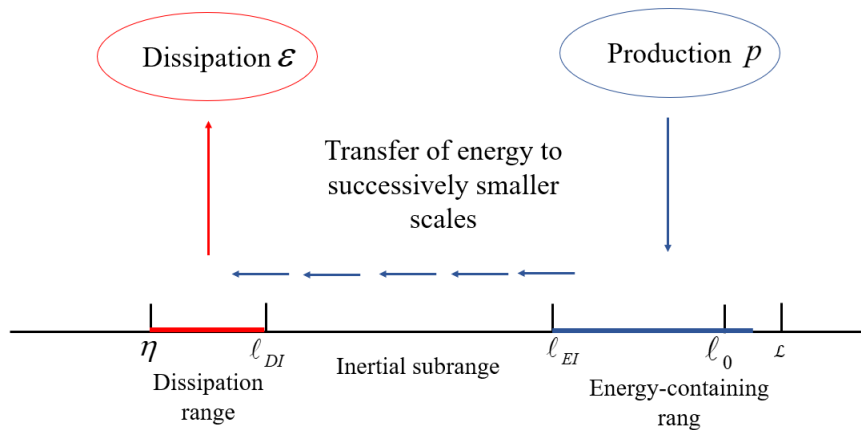 Dissipation ε
Production p
Transfer of energy to
successively smaller
scales
η
ℓ_DI
Inertial subrange
ℓ_EI
ℓ_0
ℒ
Dissipation
range
Energy-containing
rang